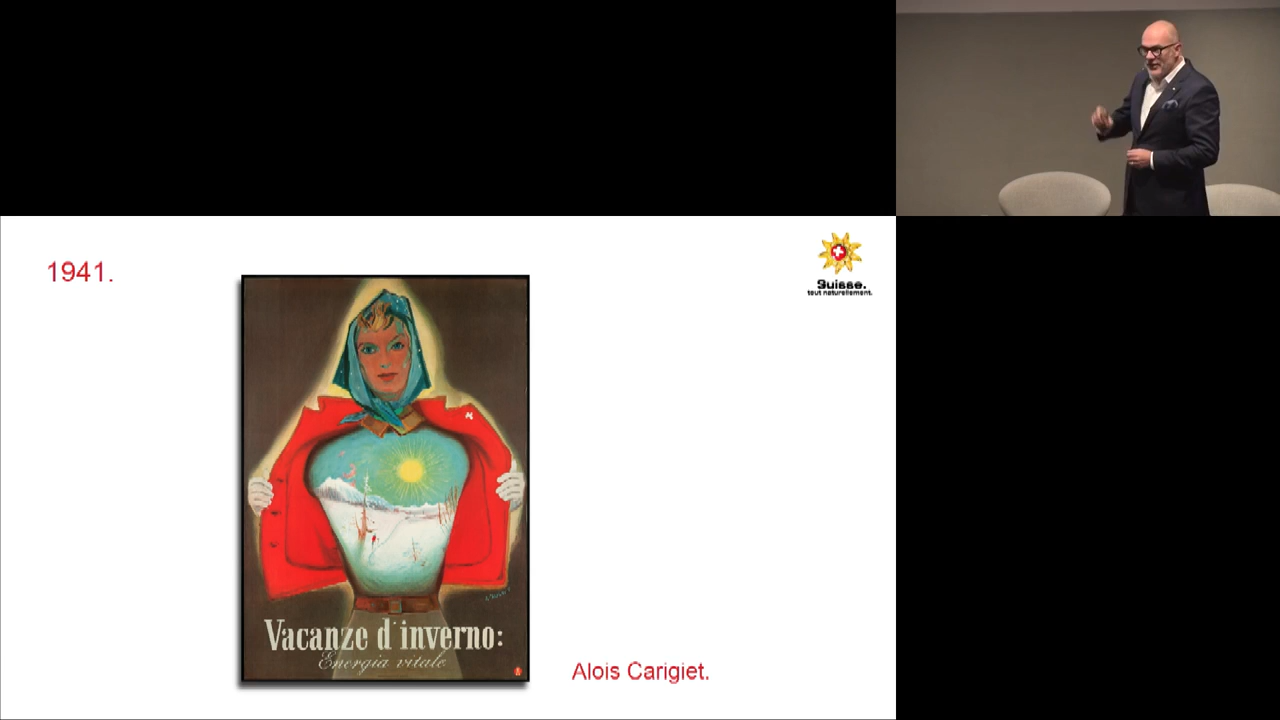 1941.
Suisse.
tout naturellement.
Vacanze d'inverno:
Energia vitale
Alois Carigiet.